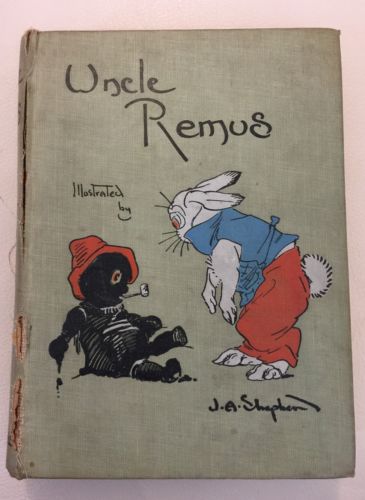 Uncle
Remus
Illustrated
by
J.A. Shepherd